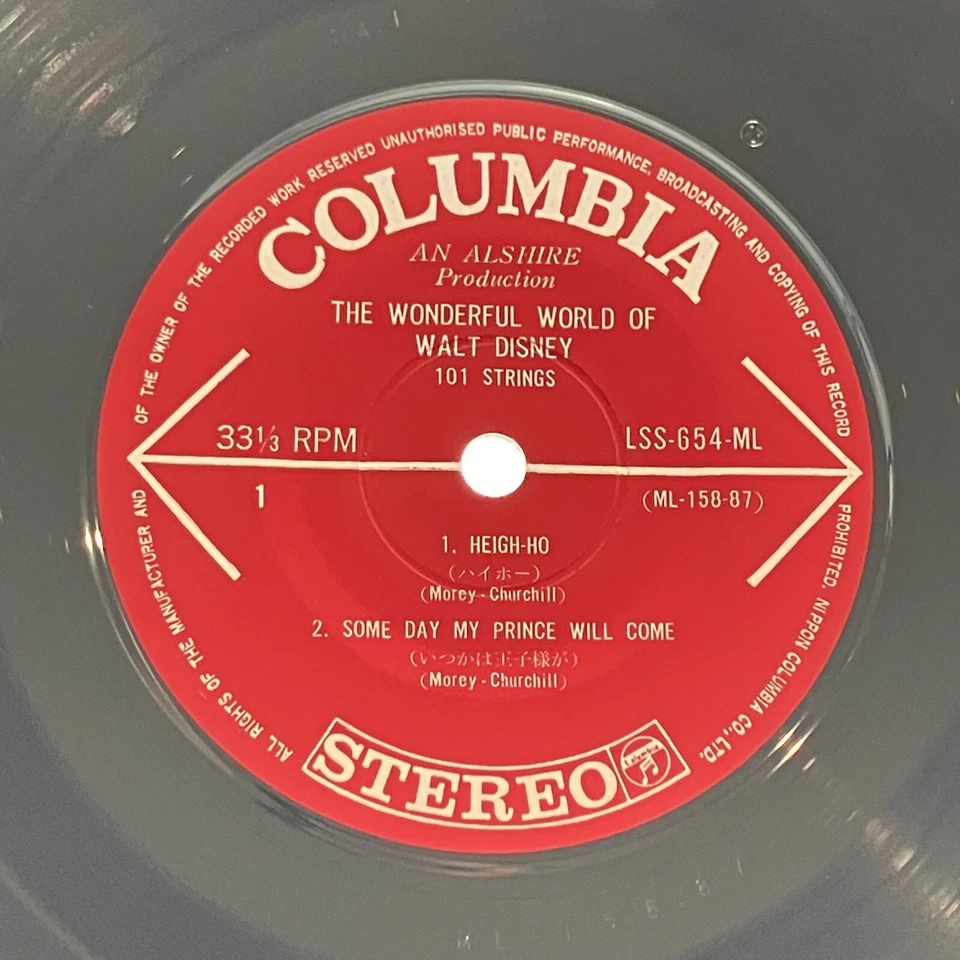 ALL RIGHTS OF THE MANUFACTURER AND OF THE OWNER OF THE RECORDED WORK RESERVED UNAUTHORISED PUBLIC PERFORMANCE, BROADCASTING AND COPYING OF THIS RECORD PROHIBITED. NIPPON COLUMBIA CO.,LTD.
COLUMBIA
AN ALSHIRE
Production
THE WONDERFUL WORLD OF
WALT DISNEY
101 STRINGS
33⅓ RPM
LSS-654-ML
1
(ML-158-87)
1. HEIGH-HO
(ハイホー)
(Morey-Churchill)
2. SOME DAY MY PRINCE WILL COME
(いつかは王子様が)
(Morey-Churchill)
STEREO